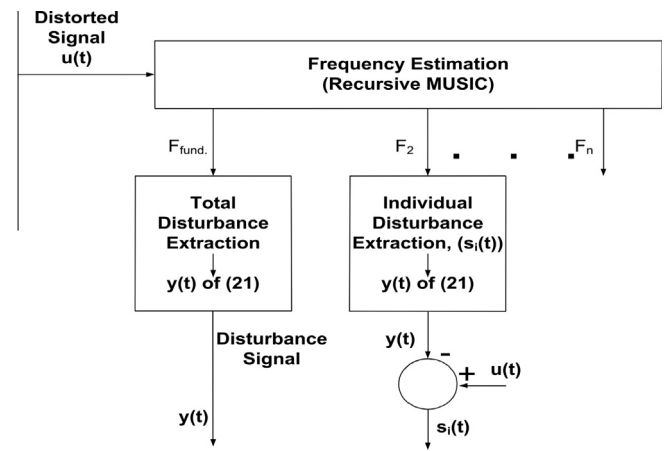 Distorted
Signal
u(t)
Frequency Estimation
(Recursive MUSIC)
Ffund.
F2
Fn
Total
Disturbance
Extraction
y(t) of (21)
Individual
Disturbance
Extraction, (si(t))
y(t) of (21)
Disturbance
Signal
y(t)
y(t)
-
+
u(t)
si(t)